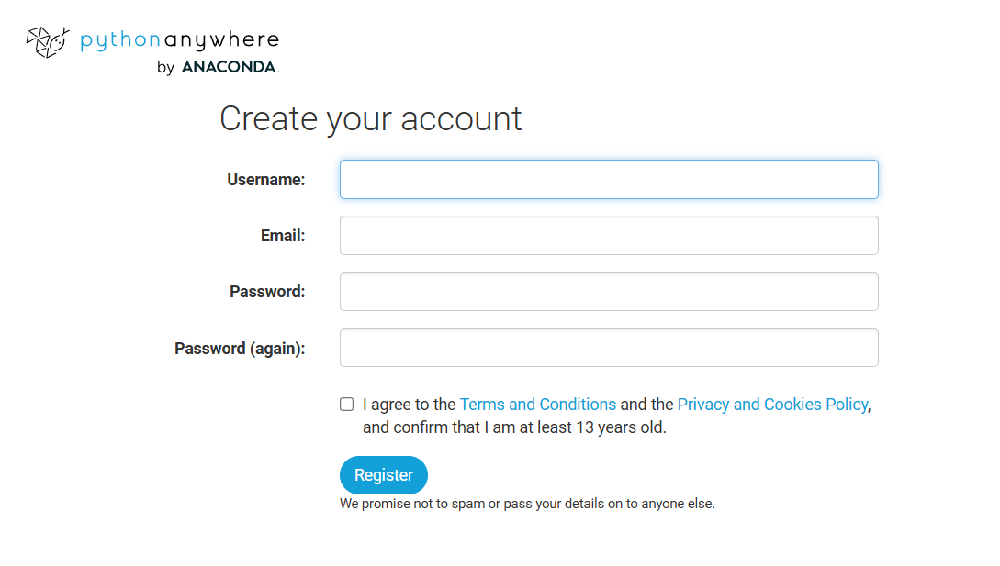 pythonanywhere
by ANACONDA.
Create your account
Username:
Email:
Password:
Password (again):
I agree to the Terms and Conditions and the Privacy and Cookies Policy,
and confirm that I am at least 13 years old.
Register
We promise not to spam or pass your details on to anyone else.